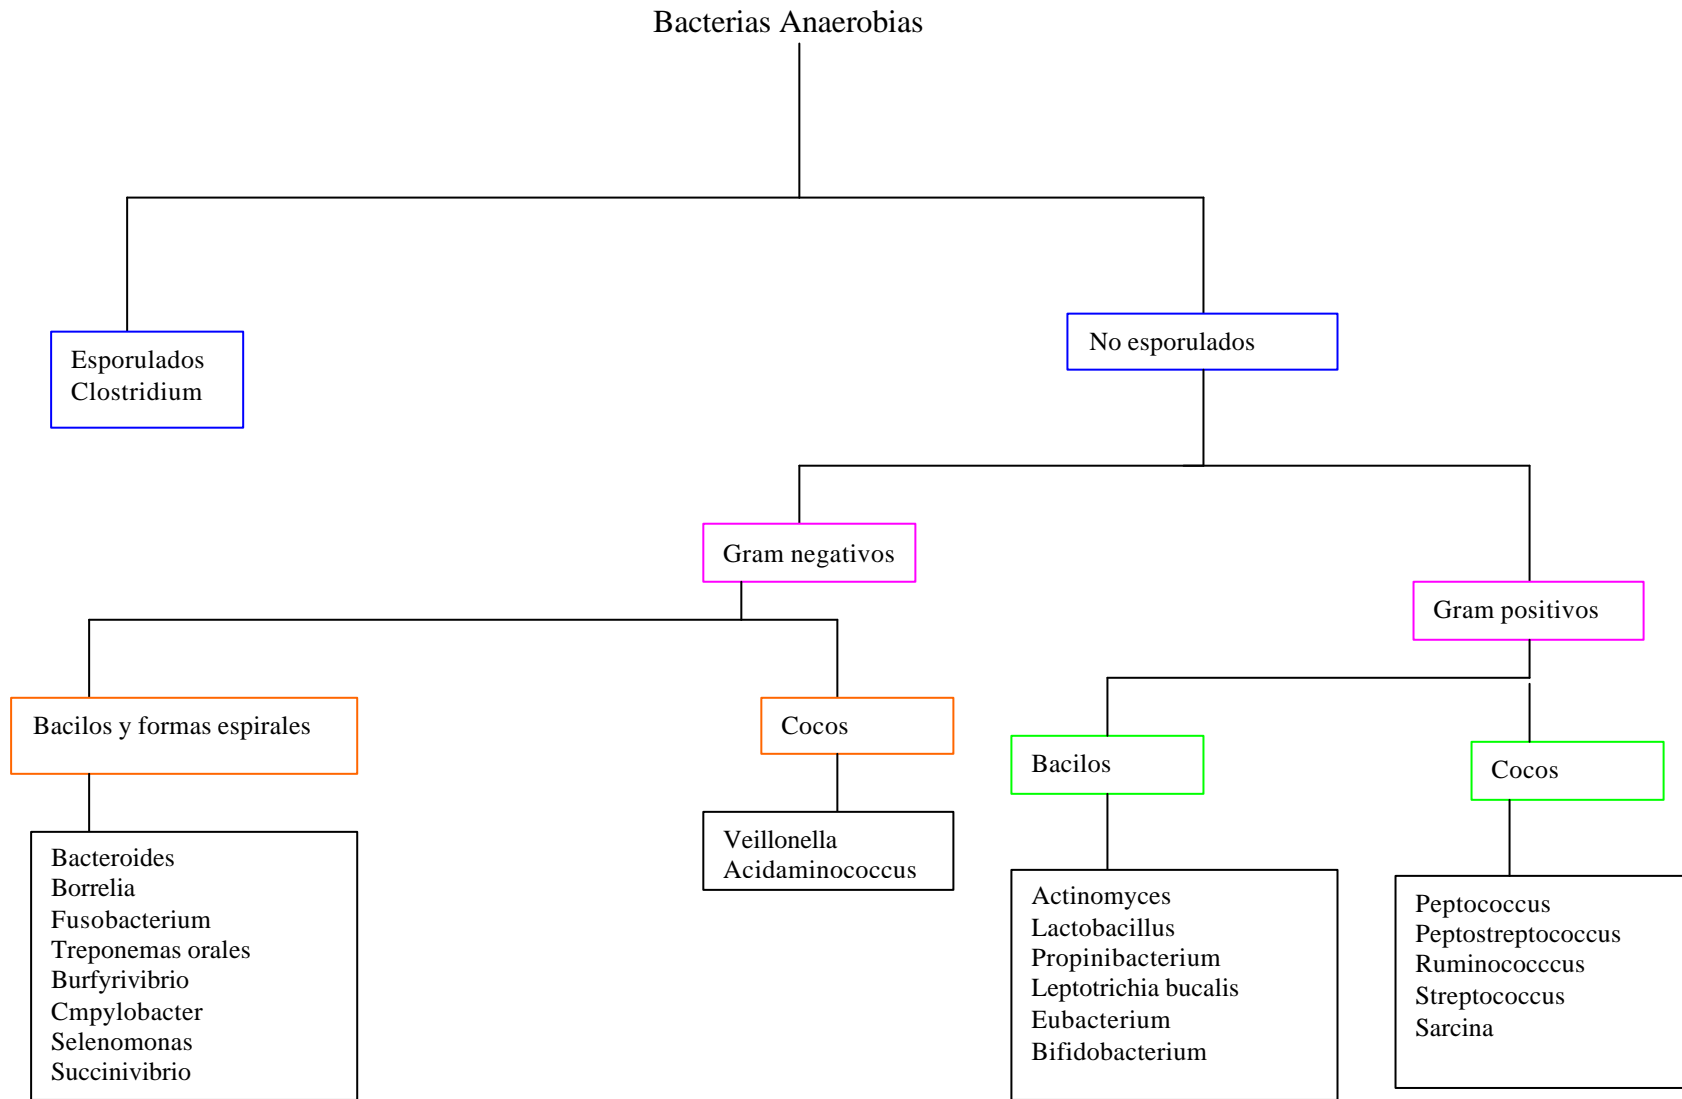 Bacterias Anaerobias
Esporulados
Clostridium
No esporulados
Gram negativos
Gram positivos
Bacilos y formas espirales
Cocos
Bacilos
Cocos
Bacteroides
Borrelia
Fusobacterium
Treponemas orales
Burfyrivibrio
Cmpylobacter
Selenomonas
Succinivibrio
Veillonella
Acidaminococcus
Actinomyces
Lactobacillus
Propinibacterium
Leptotrichia bucalis
Eubacterium
Bifidobacterium
Peptococcus
Peptostreptococcus
Ruminococccus
Streptococcus
Sarcina